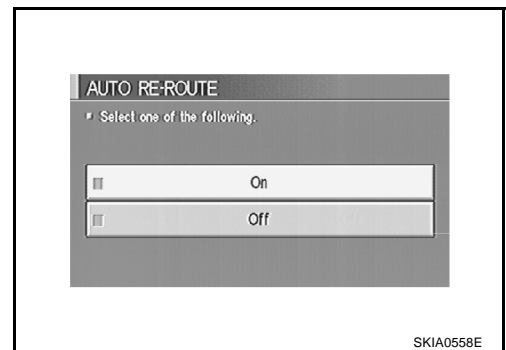 AUTO RE-ROUTE
Select one of the following.
On
Off
SKIA0558E